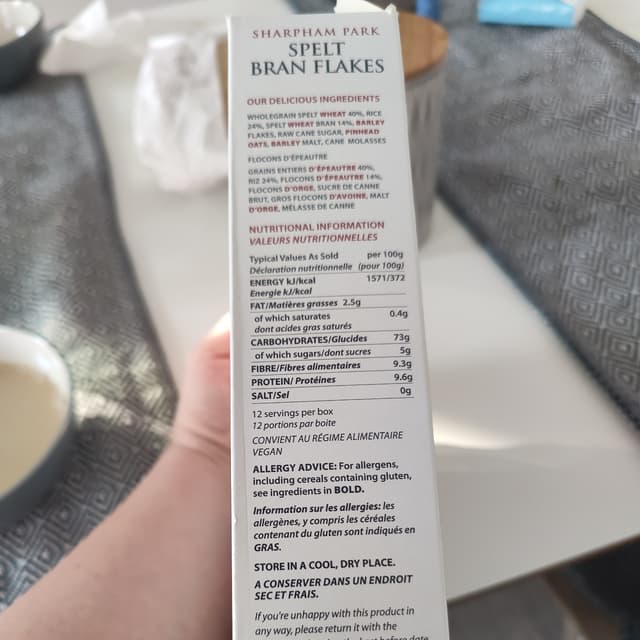 SHARPHAM PARK
SPELT
BRAN FLAKES
OUR DELICIOUS INGREDIENTS
WHOLEGRAIN SPELT WHEAT 40%, RICE
24%, SPELT WHEAT BRAN 14%, BARLEY
FLAKES, RAW CANE SUGAR, PINHEAD
OATS, BARLEY MALT, CANE MOLASSES
FLOCONS D'ÉPEAUTRE
GRAINS ENTIERS D'ÉPEAUTRE 40%,
RIZ 24%, FLOCONS D'ÉPEAUTRE 14%,
FLOCONS D'ORGE, SUCRE DE CANNE
BRUT, GROS FLOCONS D'AVOINE, MALT
D'ORGE, MÉLASSE DE CANNE
NUTRITIONAL INFORMATION
VALEURS NUTRITIONNELLES
Typical Values As Sold per 100g
Déclaration nutritionnelle (pour 100g)
ENERGY kJ/kcal 1571/372
Energie kJ/kcal
FAT/Matières grasses 2.5g
of which saturates 0.4g
dont acides gras saturés
CARBOHYDRATES/Glucides 73g
of which sugars/dont sucres 5g
FIBRE/Fibres alimentaires 9.3g
PROTEIN/ Protéines 9.6g
SALT/Sel 0g
12 servings per box
12 portions par boite
CONVIENT AU RÉGIME ALIMENTAIRE
VEGAN
ALLERGY ADVICE: For allergens,
including cereals containing gluten,
see ingredients in BOLD.
Information sur les allergies: les
allergènes, y compris les céréales
contenant du gluten sont indiqués en
GRAS.
STORE IN A COOL, DRY PLACE.
A CONSERVER DANS UN ENDROIT
SEC ET FRAIS.
If you're unhappy with this product in
any way, please return it with the
best before date